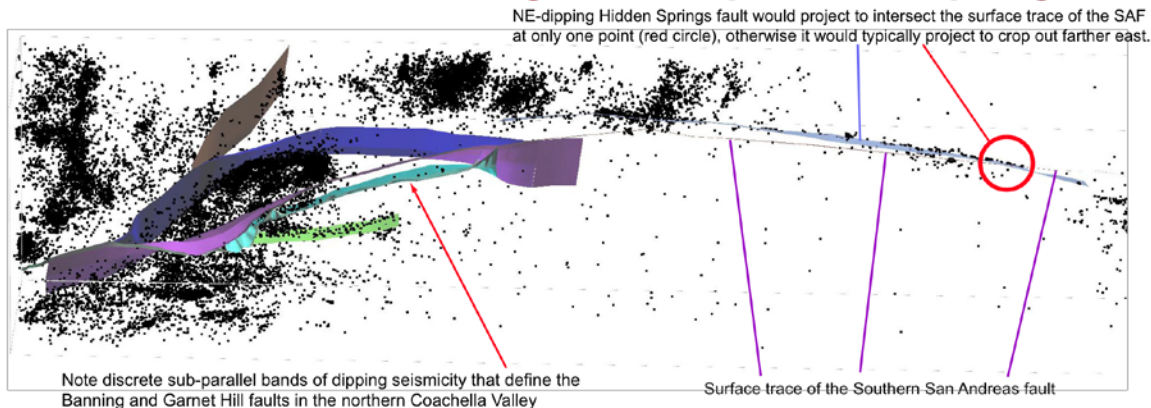 NE-dipping Hidden Springs fault would project to intersect the surface trace of the SAF
at only one point (red circle), otherwise it would typically project to crop out farther east.
Note discrete sub-parallel bands of dipping seismicity that define the
Banning and Garnet Hill faults in the northern Coachella Valley
Surface trace of the Southern San Andreas fault